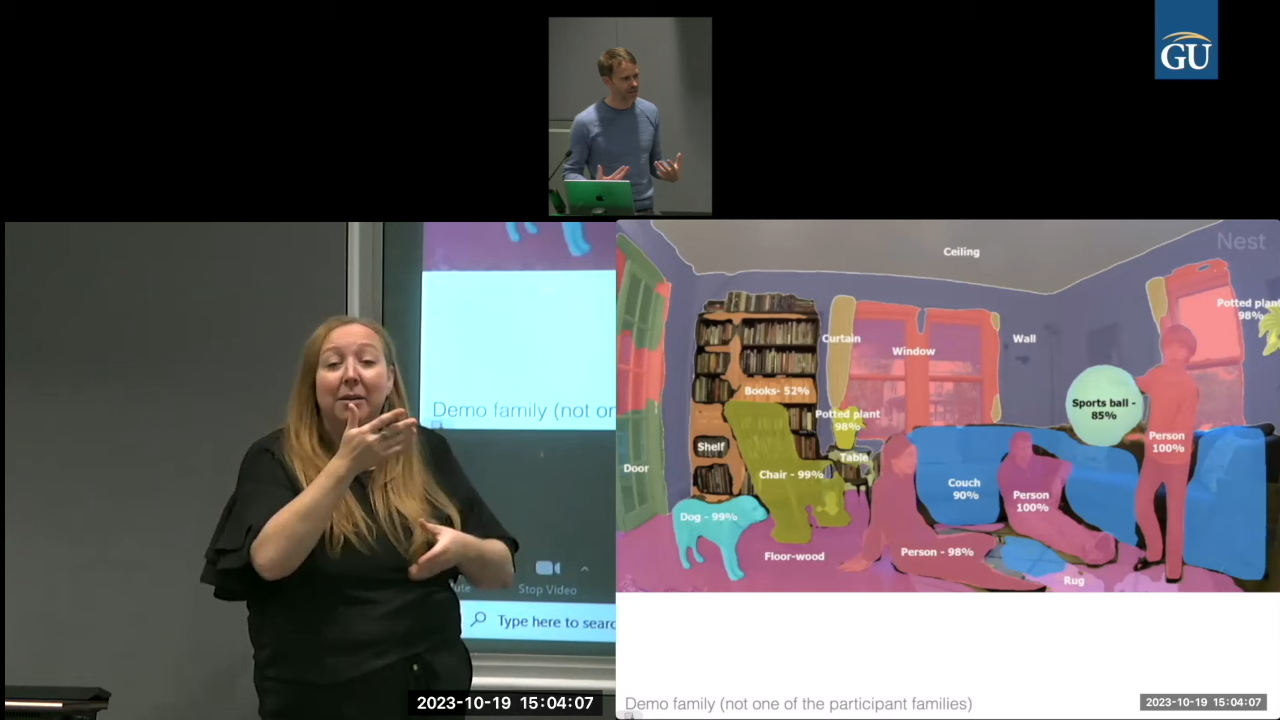 GU
Demo family (not or
ute
Stop Video
Type here to searc
2023-10-19 15:04:07
Nest
Ceiling
Potted plant
98%
Curtain
Window
Wall
Books- 52%
Sports ball -
85%
Potted plant
98%
Person
100%
Shelf
Table
Door
Chair - 99%
Couch
90%
Person
100%
Dog - 99%
Floor-wood
Person - 98%
Rug
Demo family (not one of the participant families)
2023-10-19 15:04:07